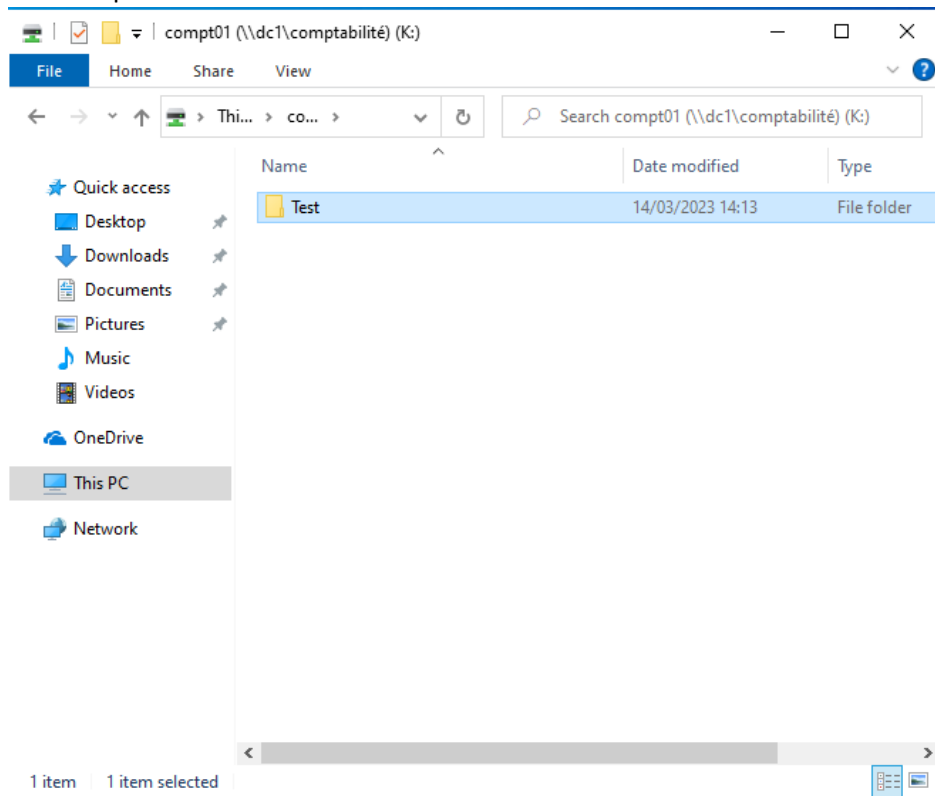 compt01 (\\dc1\comptabilité) (K:)
File Home Share View
Thi... co... Search compt01 (\\dc1\comptabilité) (K:)
Name Date modified Type
Quick access
Test 14/03/2023 14:13 File folder
Desktop
Downloads
Documents
Pictures
Music
Videos
OneDrive
This PC
Network
1 item 1 item selected